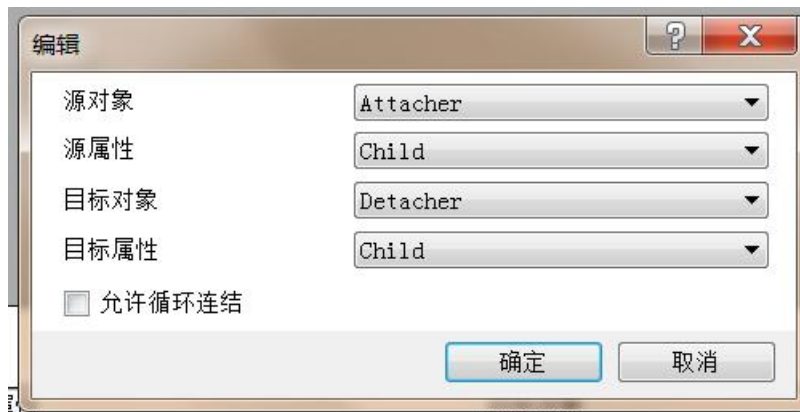 编辑
源对象 Attacher
源属性 Child
目标对象 Detacher
目标属性 Child
允许循环连结
确定 取消